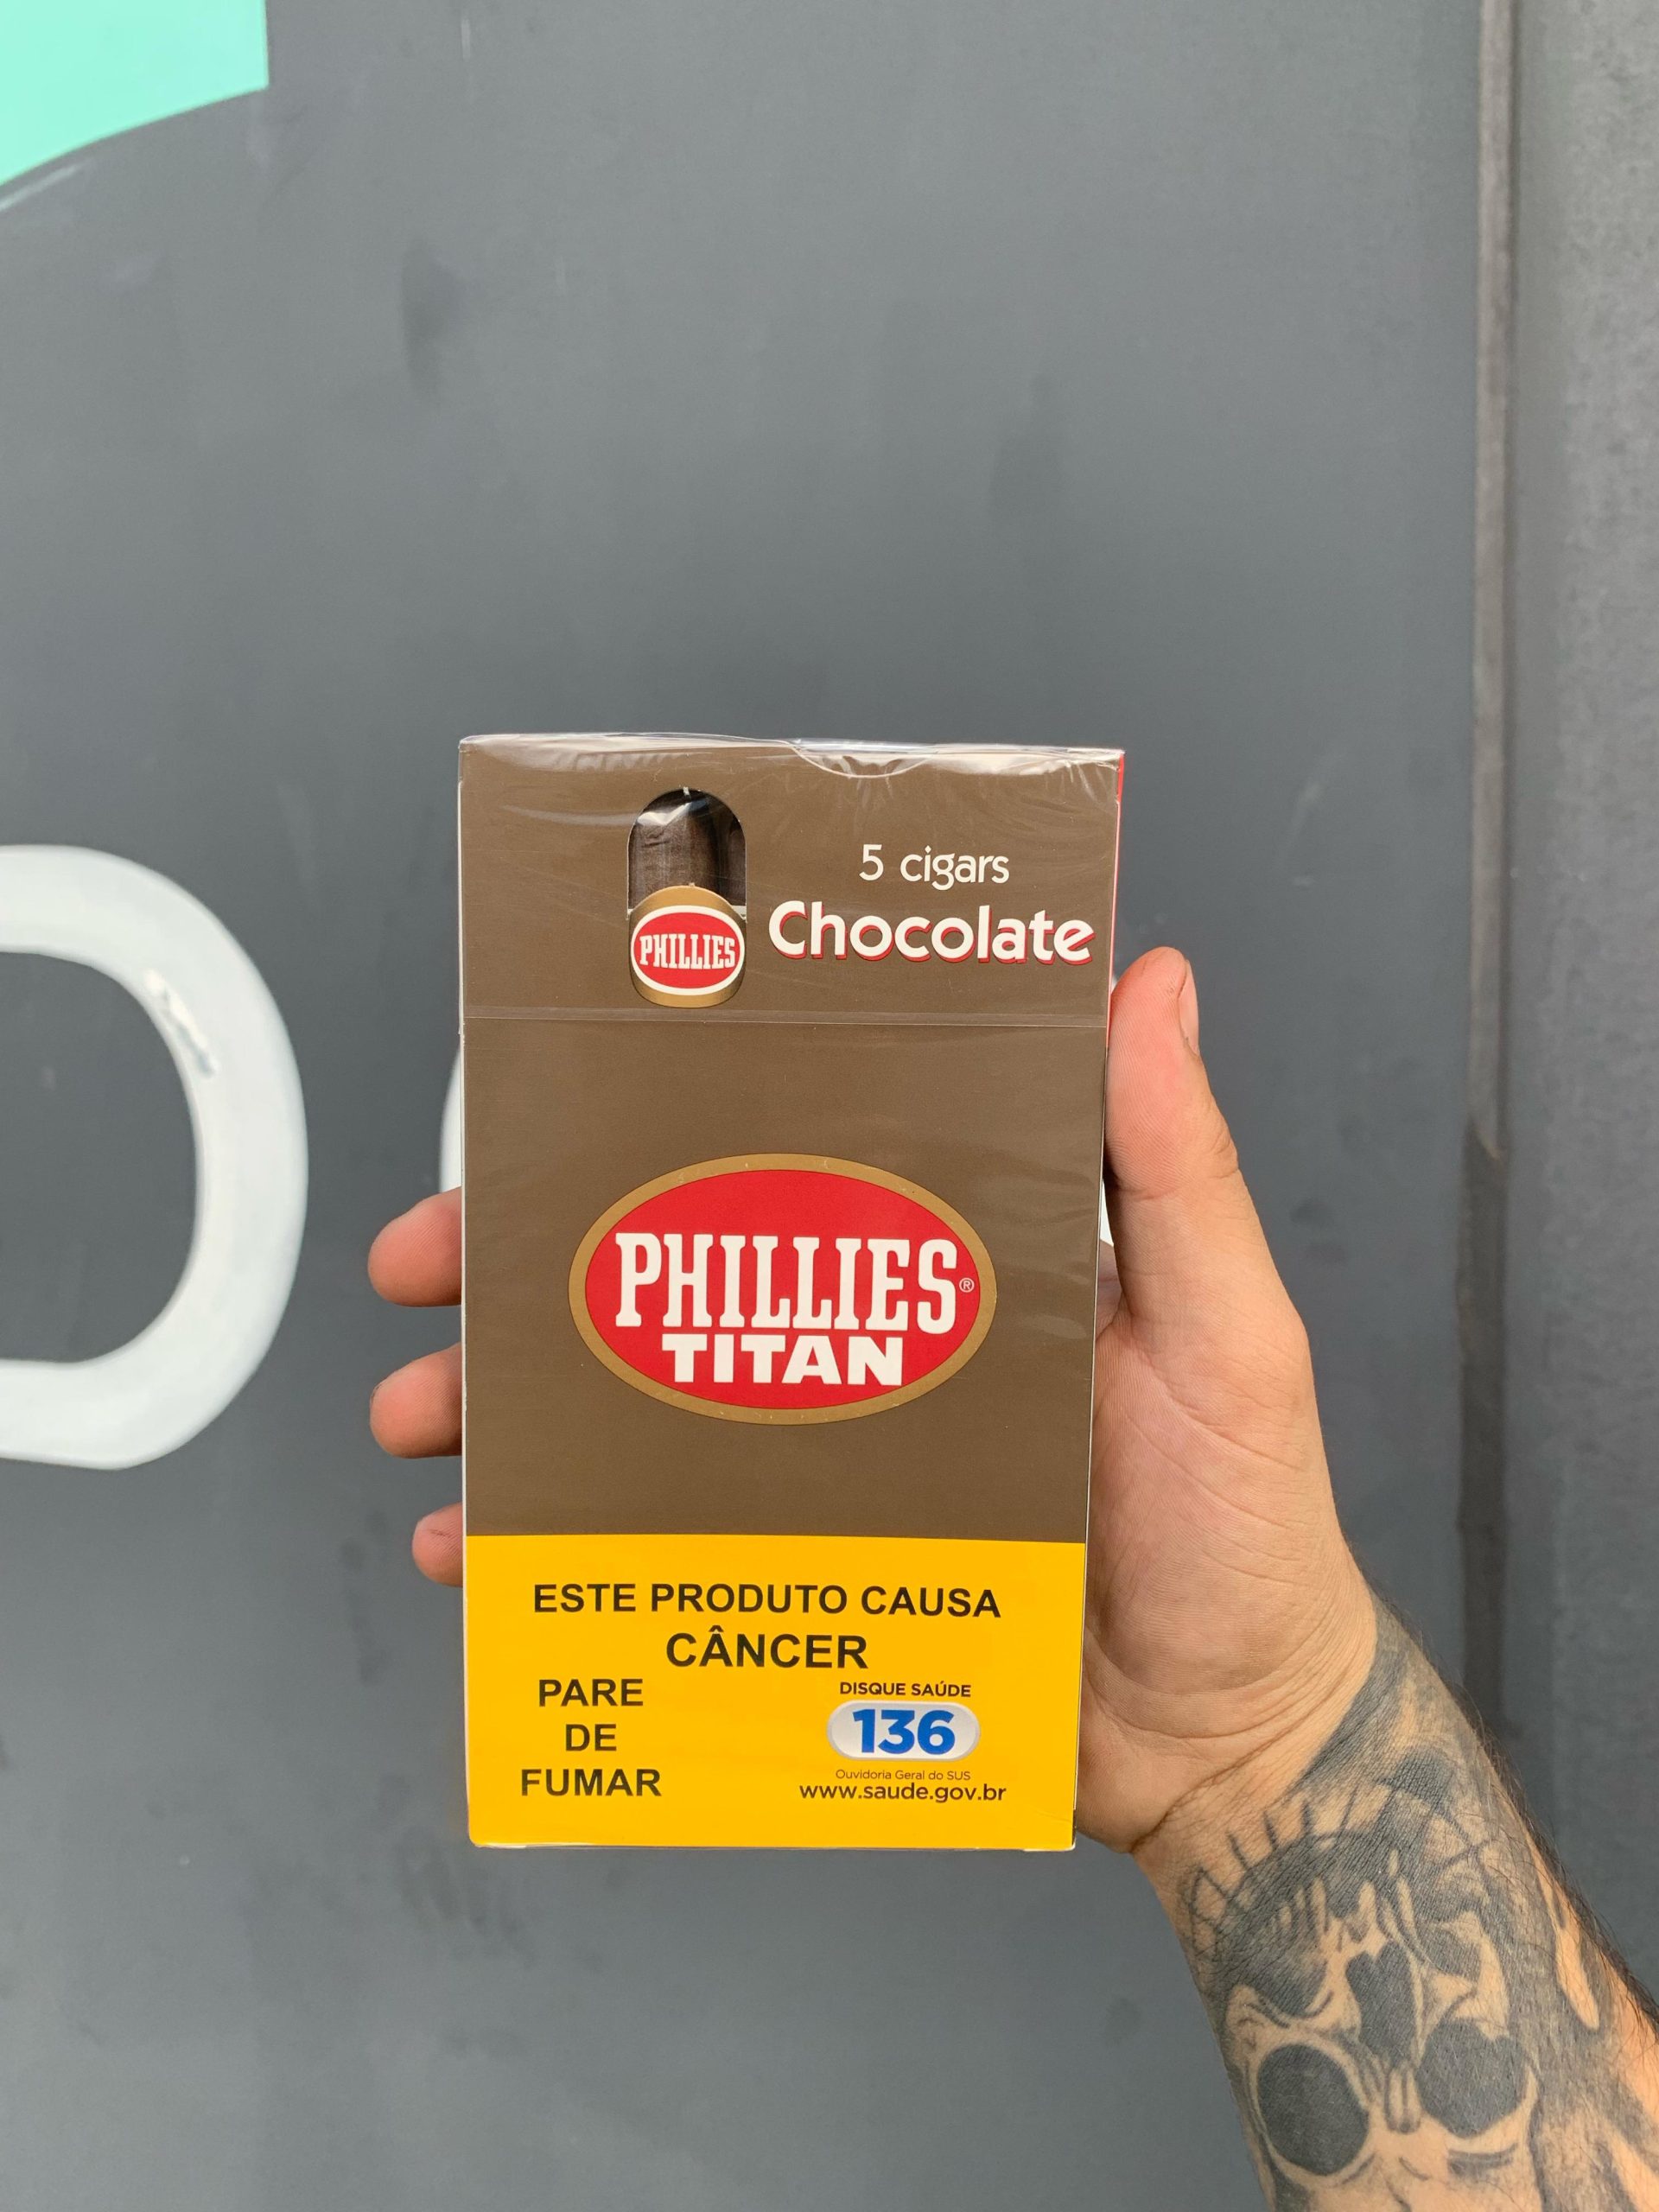 5 cigars
Chocolate
PHILLIES
PHILLIES®
TITAN
ESTE PRODUTO CAUSA
CÂNCER
PARE
DE
FUMAR
DISQUE SAÚDE
136
Ouvidoria Geral do SUS
www.saude.gov.br